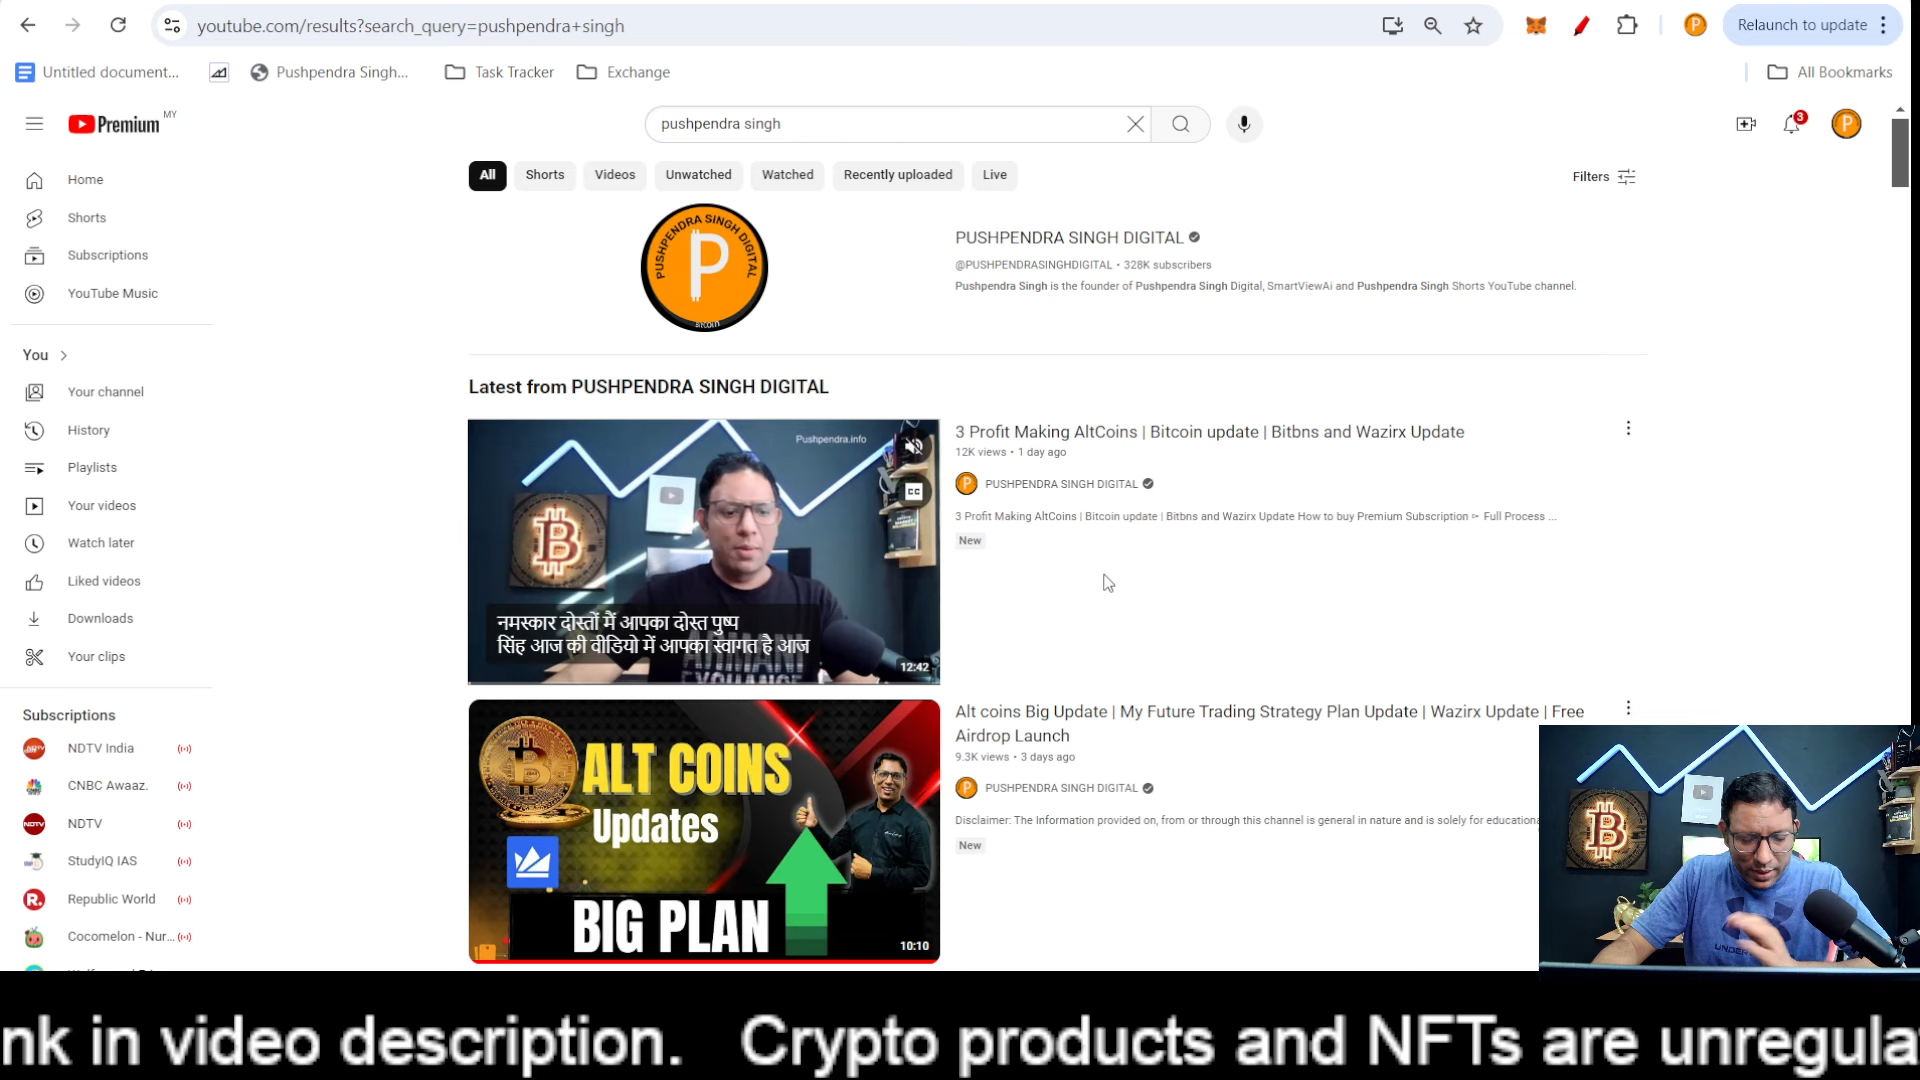 youtube.com/results?search_query=pushpendra+singh
Relaunch to update
Untitled document...
Pushpendra Singh...
Task Tracker
Exchange
All Bookmarks
Premium MY
pushpendra singh
3
P
Home
Shorts
Subscriptions
YouTube Music
You
Your channel
History
Playlists
Your videos
Watch later
Liked videos
Downloads
Your clips
Subscriptions
NDTV India
CNBC Awaaz.
NDTV
StudyIQ IAS
Republic World
Cocomelon - Nur...
All
Shorts
Videos
Unwatched
Watched
Recently uploaded
Live
Filters
PUSHPENDRA SINGH DIGITAL
P
PUSHPENDRA SINGH DIGITAL
@PUSHPENDRASINGHDIGITAL • 328K subscribers
Pushpendra Singh is the founder of Pushpendra Singh Digital, SmartViewAi and Pushpendra Singh Shorts YouTube channel.
Latest from PUSHPENDRA SINGH DIGITAL
Pushpendra.info
CC
नमस्कार दोस्तों मैं आपका दोस्त पुष्प
सिंह आज की वीडियो में आपका स्वागत है आज
EXCHANGE
12:42
3 Profit Making AltCoins | Bitcoin update | Bitbns and Wazirx Update
12K views • 1 day ago
PUSHPENDRA SINGH DIGITAL
3 Profit Making AltCoins | Bitcoin update | Bitbns and Wazirx Update How to buy Premium Subscription ➣ Full Process ...
New
ALT COINS
Updates
BIG PLAN
10:10
Alt coins Big Update | My Future Trading Strategy Plan Update | Wazirx Update | Free
Airdrop Launch
9.3K views • 3 days ago
PUSHPENDRA SINGH DIGITAL
Disclaimer: The Information provided on, from or through this channel is general in nature and is solely for educationa
New
UNDER
nk in video description. Crypto products and NFTs are unregula